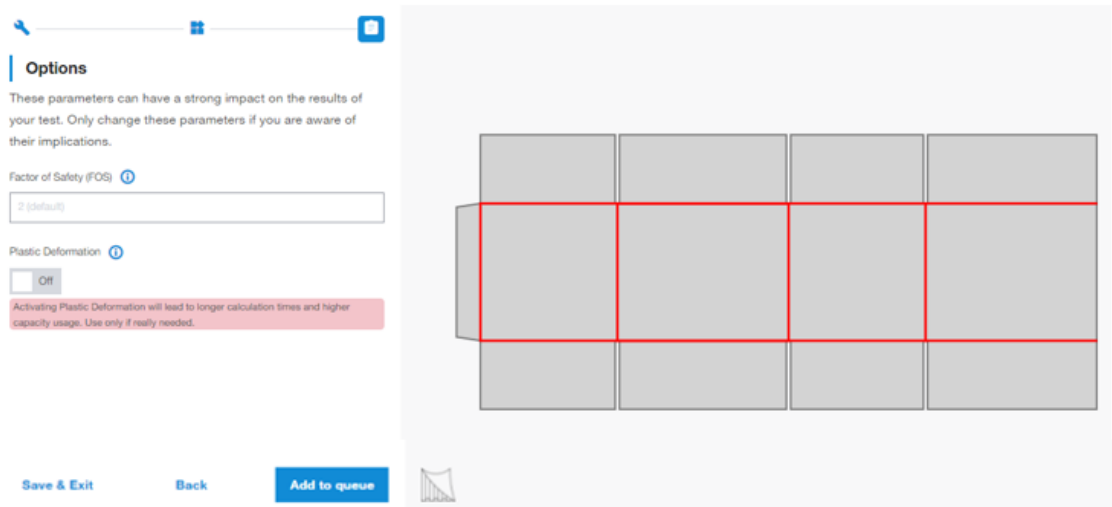 Options
These parameters can have a strong impact on the results of
your test. Only change these parameters if you are aware of
their implications.
Factor of Safety (FOS)
2 (default)
Plastic Deformation
Off
Activating Plastic Deformation will lead to longer calculation times and higher
capacity usage. Use only if really needed.
Save & Exit
Back
Add to queue